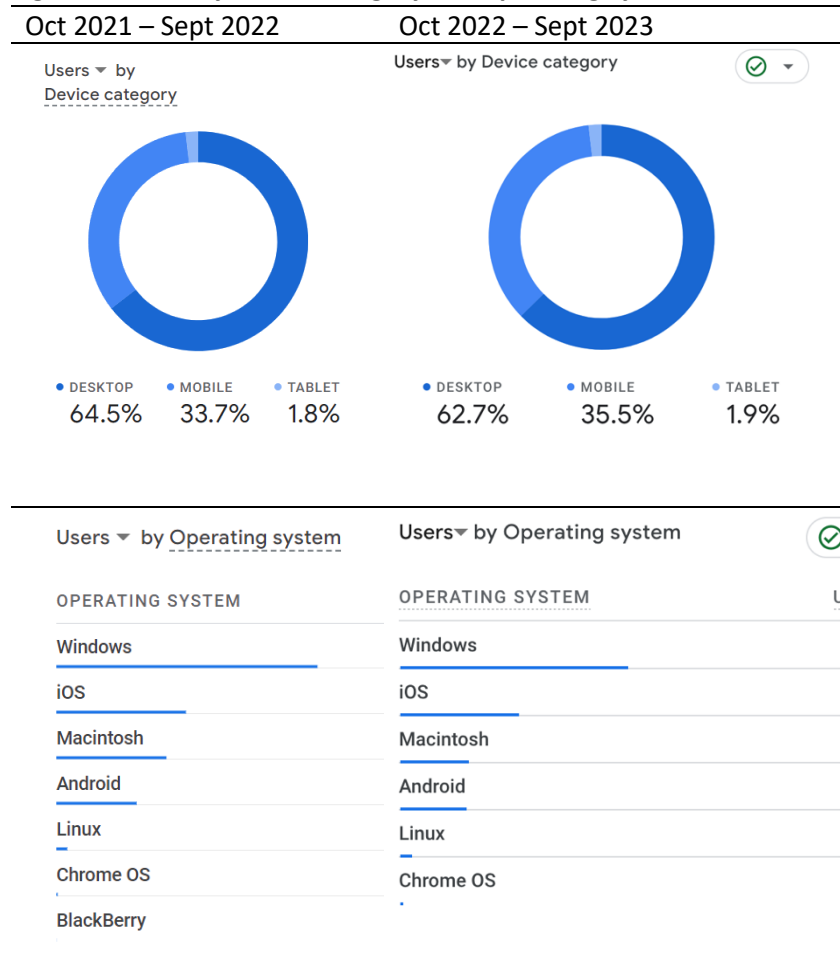 Oct 2021 – Sept 2022
Oct 2022 – Sept 2023
Users by
Device category
Users by Device category
DESKTOP MOBILE TABLET
64.5% 33.7% 1.8%
DESKTOP MOBILE TABLET
62.7% 35.5% 1.9%
Users by Operating system
OPERATING SYSTEM
Windows
iOS
Macintosh
Android
Linux
Chrome OS
BlackBerry
Users by Operating system
OPERATING SYSTEM
Windows
iOS
Macintosh
Android
Linux
Chrome OS